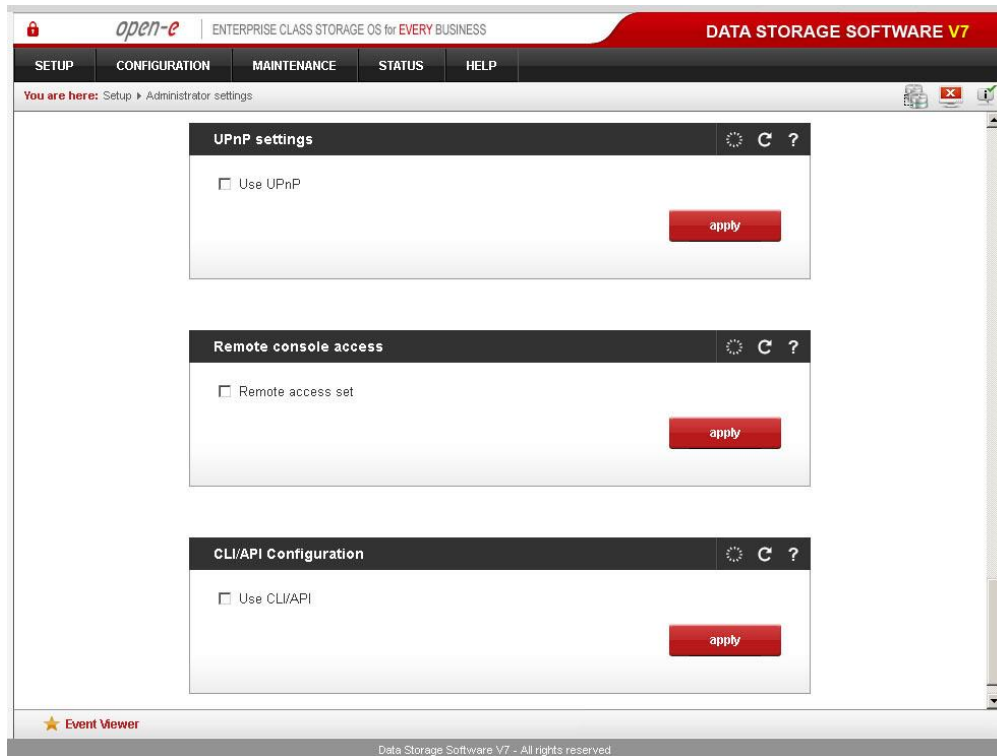 open-e ENTERPRISE CLASS STORAGE OS for EVERY BUSINESS DATA STORAGE SOFTWARE V7
SETUP CONFIGURATION MAINTENANCE STATUS HELP
You are here: Setup ▸ Administrator settings
UPnP settings ?
Use UPnP
apply
Remote console access ?
Remote access set
apply
CLI/API Configuration ?
Use CLI/API
apply
Event Viewer
Data Storage Software V7 - All rights reserved